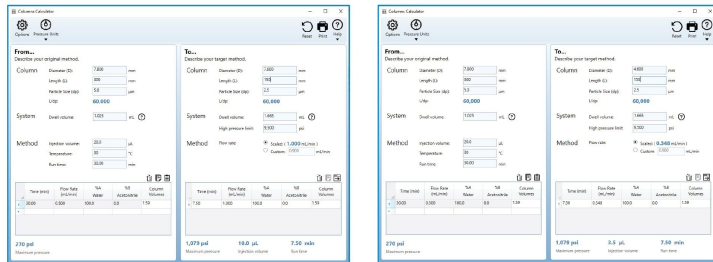 Columns Calculator
Options Pressure Units
Reset Print Help
From...
Describe your original method.
Column Diameter (D): 7.800 mm
Length (L): 300 mm
Particle Size (dp): 5.0 µm
L/dp: 60,000
System Dwell volume: 1.025 mL
Method Injection volume: 20.0 µL
Temperature: 30 °C
Run time: 30.00 min
Time (min) Flow Rate (mL/min) %A Water %B Acetonitrile Column Volumes
30.00 0.500 100.0 0.0 1.50
270 psi
Maximum pressure
To...
Describe your target method.
Diameter (D): 7.800 mm
Length (L): 150 mm
Particle Size (dp): 2.5 µm
L/dp: 60,000
Dwell volume: mL
High pressure limit: 9,500 psi
Flow rate: Scaled ( 1.000 mL/min )
Custom mL/min
Time (min) Flow Rate (mL/min) %A Water %B Acetonitrile Column Volumes
7.50 1.000 100.0 0.0 1.50
1,079 psi 10.0 µL 7.50 min
Maximum pressure Injection volume Run time
Columns Calculator
Options Pressure Units
Reset Print Help
From...
Describe your original method.
Column Diameter (D): 7.800 mm
Length (L): 300 mm
Particle Size (dp): 5.0 µm
L/dp: 60,000
System Dwell volume: 1.025 mL
Method Injection volume: 20.0 µL
Temperature: 30 °C
Run time: 30.00 min
Time (min) Flow Rate (mL/min) %A Water %B Acetonitrile Column Volumes
30.00 0.500 100.0 0.0 1.50
270 psi
Maximum pressure
To...
Describe your target method.
Diameter (D): 4.600 mm
Length (L): 150 mm
Particle Size (dp): 2.5 µm
L/dp: 60,000
Dwell volume: mL
High pressure limit: 9,500 psi
Flow rate: Scaled ( 0.348 mL/min )
Custom mL/min
Time (min) Flow Rate (mL/min) %A Water %B Acetonitrile Column Volumes
7.50 0.348 100.0 0.0 1.50
1,079 psi 3.5 µL 7.50 min
Maximum pressure Injection volume Run time